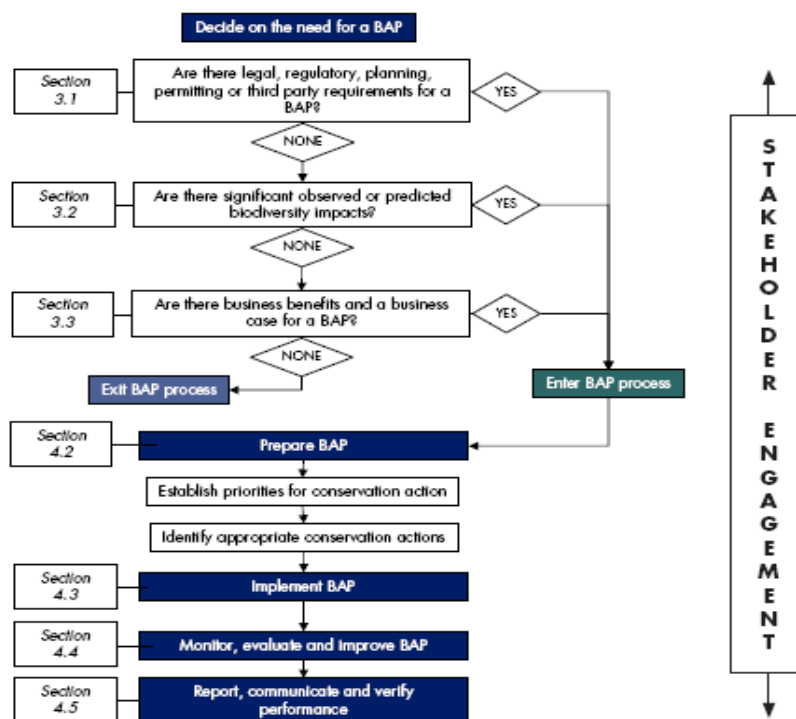 Decide on the need for a BAP
Section
3.1
Are there legal, regulatory, planning,
permitting or third party requirements for a
BAP?
YES
NONE
Section
3.2
Are there significant observed or predicted
biodiversity impacts?
YES
NONE
Section
3.3
Are there business benefits and a business
case for a BAP?
YES
NONE
Exit BAP process
Enter BAP process
Section
4.2
Prepare BAP
Establish priorities for conservation action
Identify appropriate conservation actions
Section
4.3
Implement BAP
Section
4.4
Monitor, evaluate and improve BAP
Section
4.5
Report, communicate and verify
performance
STAKEHOLDER ENGAGEMENT